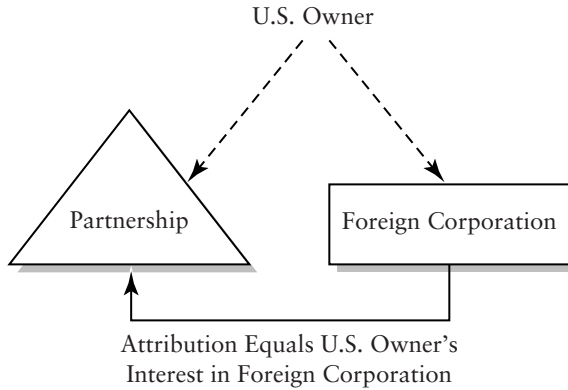 U.S. Owner
Partnership
Foreign Corporation
Attribution Equals U.S. Owner's
Interest in Foreign Corporation